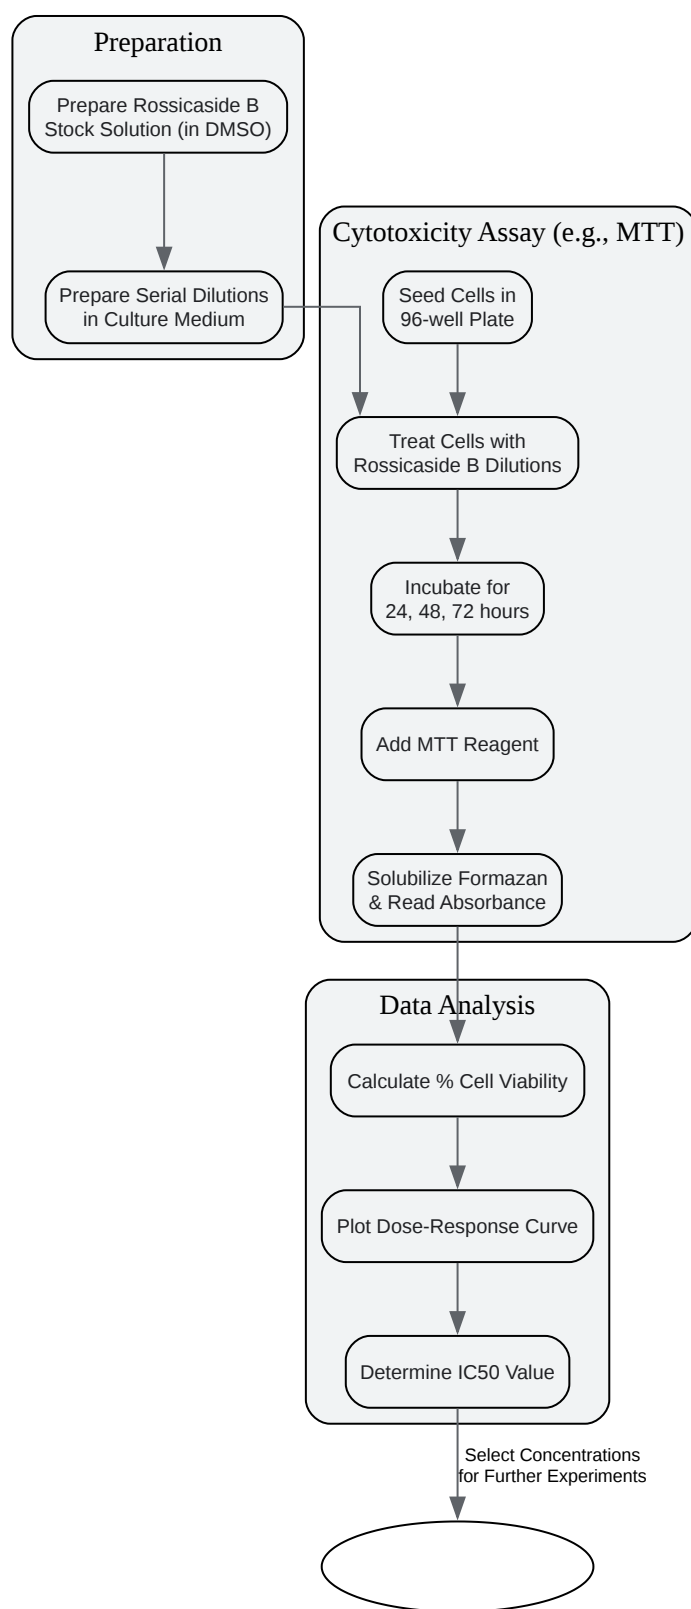 Preparation
Prepare Rossicaside B
Stock Solution (in DMSO)
Prepare Serial Dilutions
in Culture Medium
Cytotoxicity Assay (e.g., MTT)
Seed Cells in
96-well Plate
Treat Cells with
Rossicaside B Dilutions
Incubate for
24, 48, 72 hours
Add MTT Reagent
Solubilize Formazan
& Read Absorbance
Data Analysis
Calculate % Cell Viability
Plot Dose-Response Curve
Determine IC50 Value
Select Concentrations
for Further Experiments